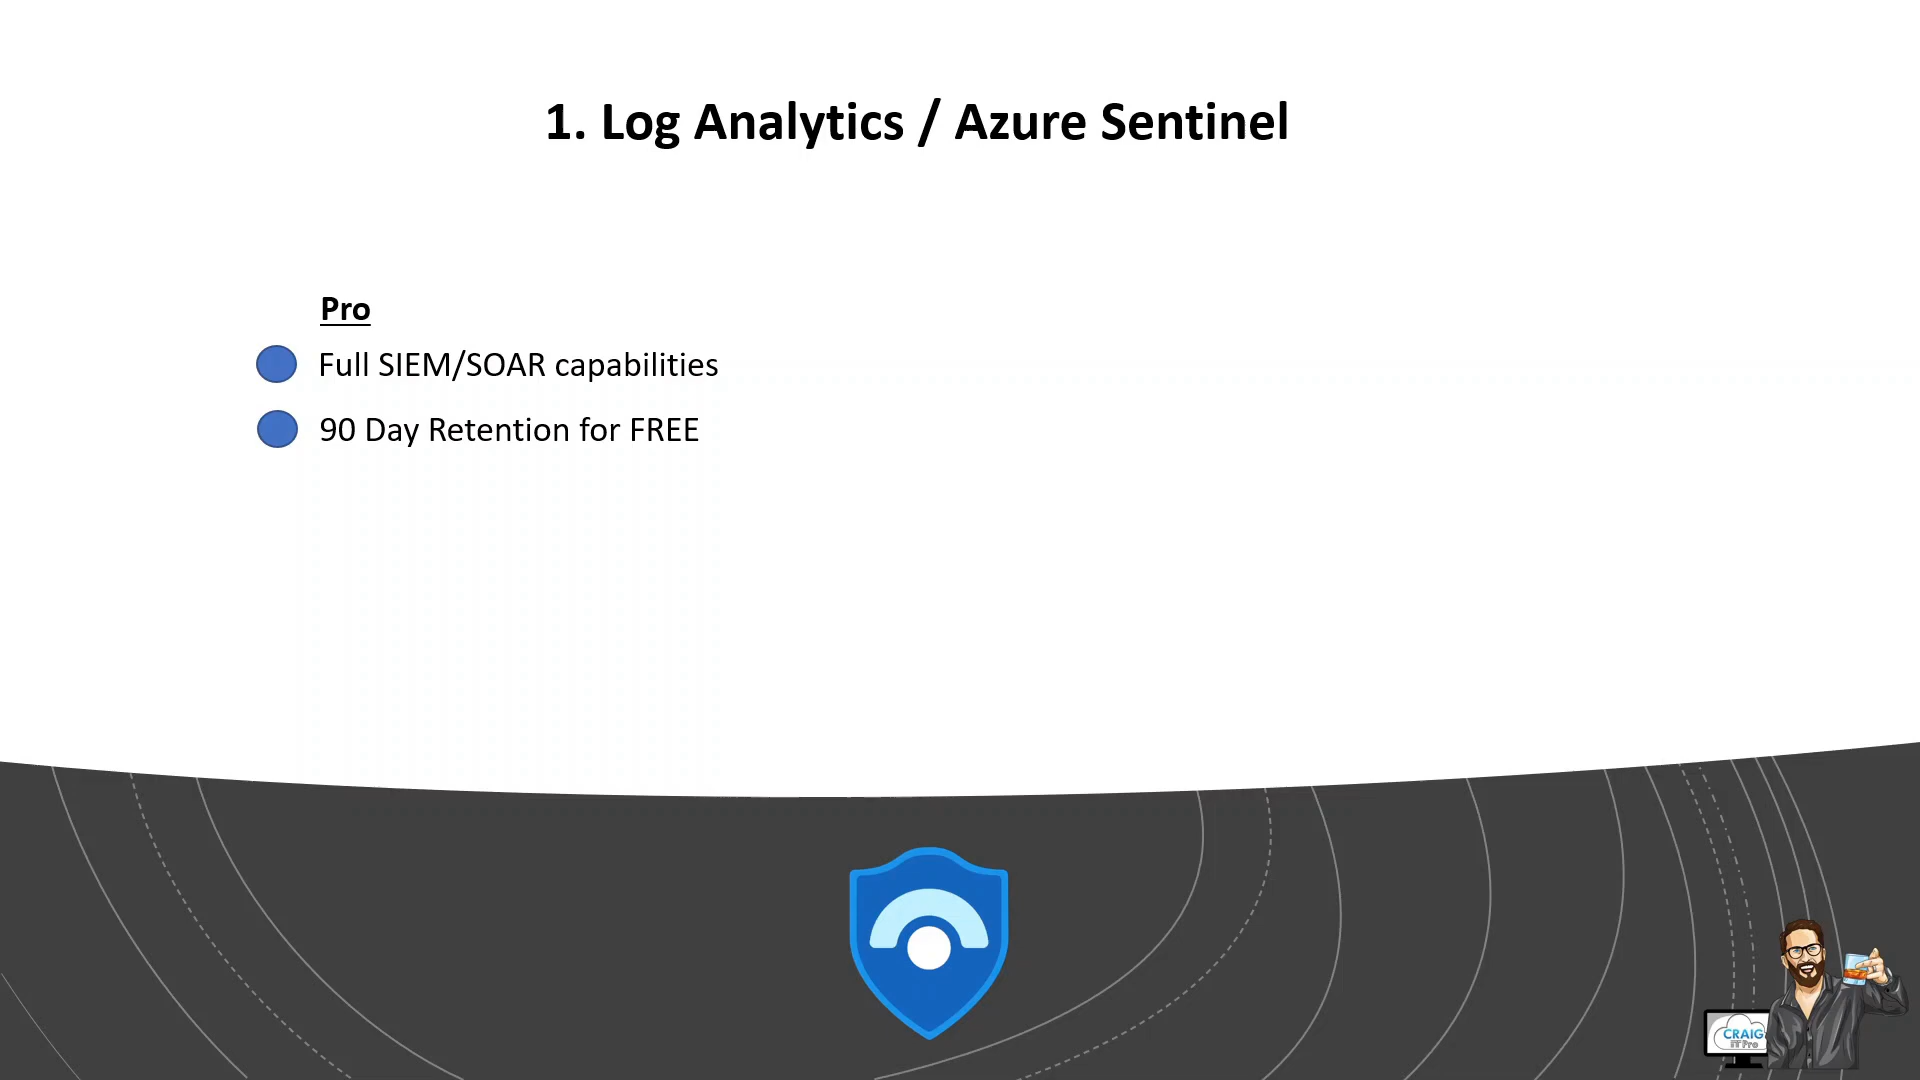 1. Log Analytics / Azure Sentinel
Pro
Full SIEM/SOAR capabilities
90 Day Retention for FREE
CRAIG
IT Pro